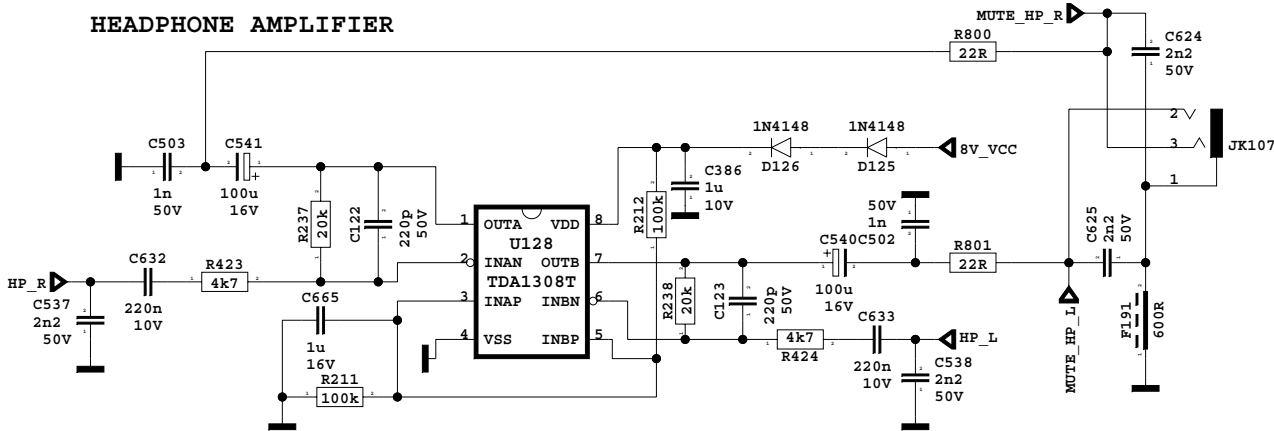 HEADPHONE AMPLIFIER
MUTE_HP_R
R800
22R
C624
2n2
50V
2
3
1
JK107
C503
1n
50V
C541
100u
16V
1N4148
D126
1N4148
D125
8V_VCC
C386
1u
10V
R212
100k
R237
20k
C122
220p
50V
1 OUTA VDD 8
U128
2 INAN OUTB 7
TDA1308T
3 INAP INBN 6
4 VSS INBP 5
50V
1n
C540
C502
100u
16V
R801
22R
C625
2n2
50V
HP_R
C632
220n
10V
R423
4k7
C537
2n2
50V
C665
1u
16V
R211
100k
R238
20k
C123
220p
50V
4k7
R424
C633
220n
10V
HP_L
C538
2n2
50V
MUTE_HP_L
F191
600R